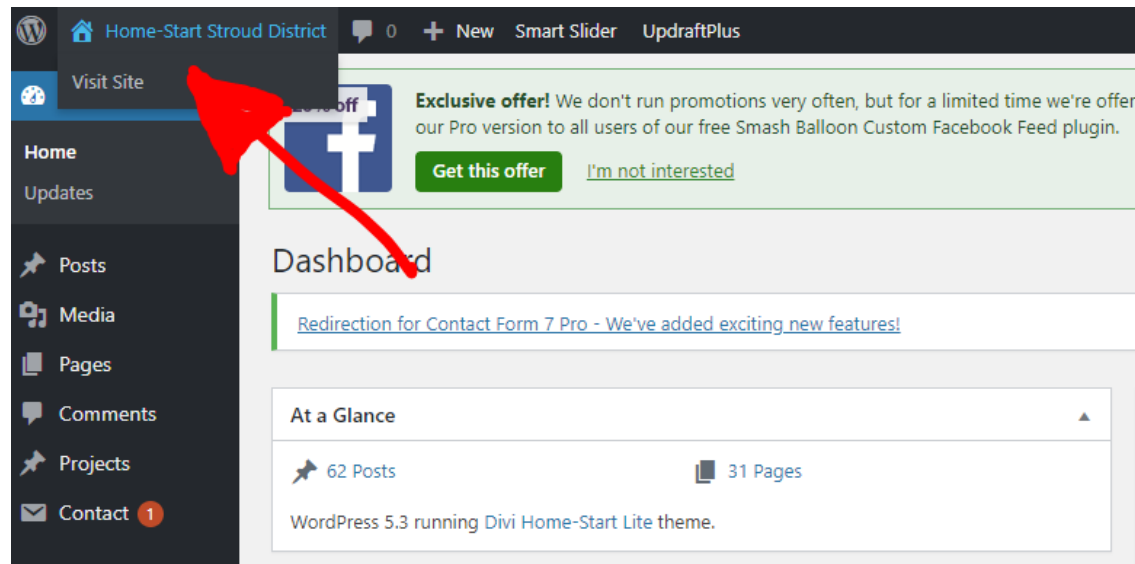 Home-Start Stroud District 0 New Smart Slider UpdraftPlus
Visit Site
off
Exclusive offer! We don't run promotions very often, but for a limited time we're offer
our Pro version to all users of our free Smash Balloon Custom Facebook Feed plugin.
Get this offer I'm not interested
Home
Updates
Posts
Media
Pages
Comments
Projects
Contact 1
Dashboard
Redirection for Contact Form 7 Pro - We've added exciting new features!
At a Glance
62 Posts 31 Pages
WordPress 5.3 running Divi Home-Start Lite theme.